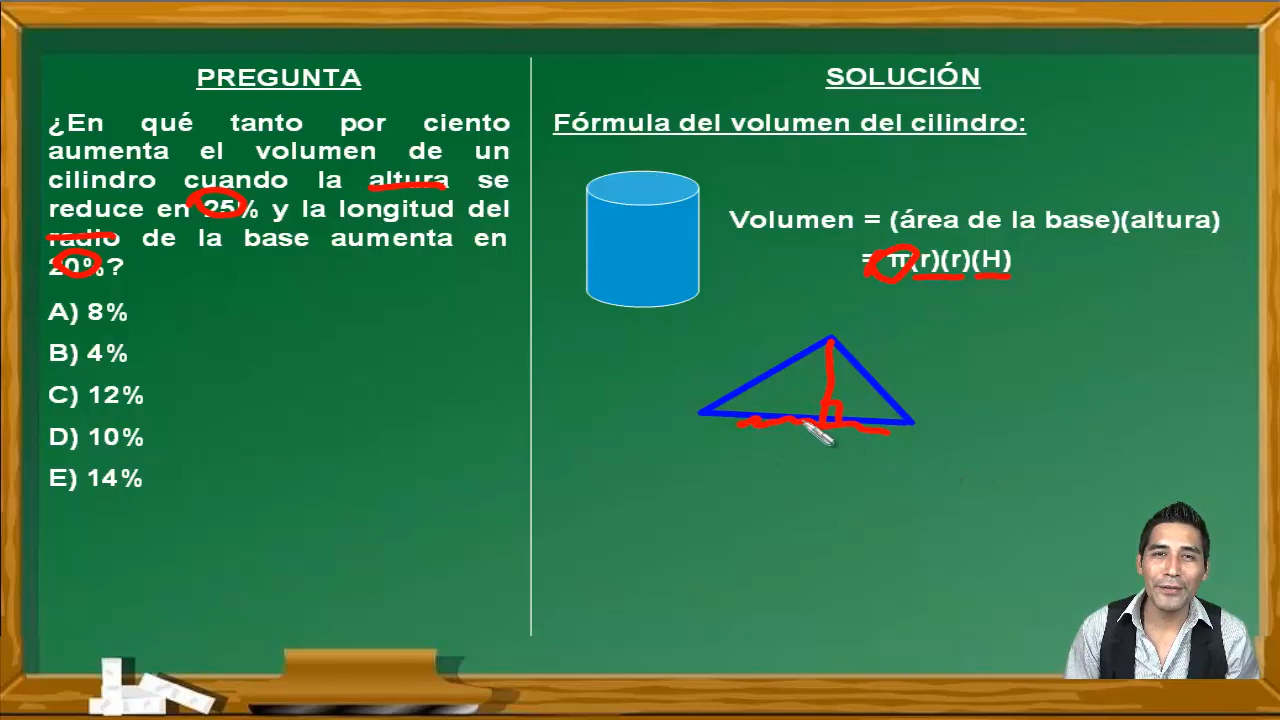 PREGUNTA
¿En qué tanto por ciento
aumenta el volumen de un
cilindro cuando la altura se
reduce en 25% y la longitud del
radio de la base aumenta en
20%?
A) 8%
B) 4%
C) 12%
D) 10%
E) 14%
SOLUCIÓN
Fórmula del volumen del cilindro:
Volumen = (área de la base)(altura)
= π(r)(r)(H)